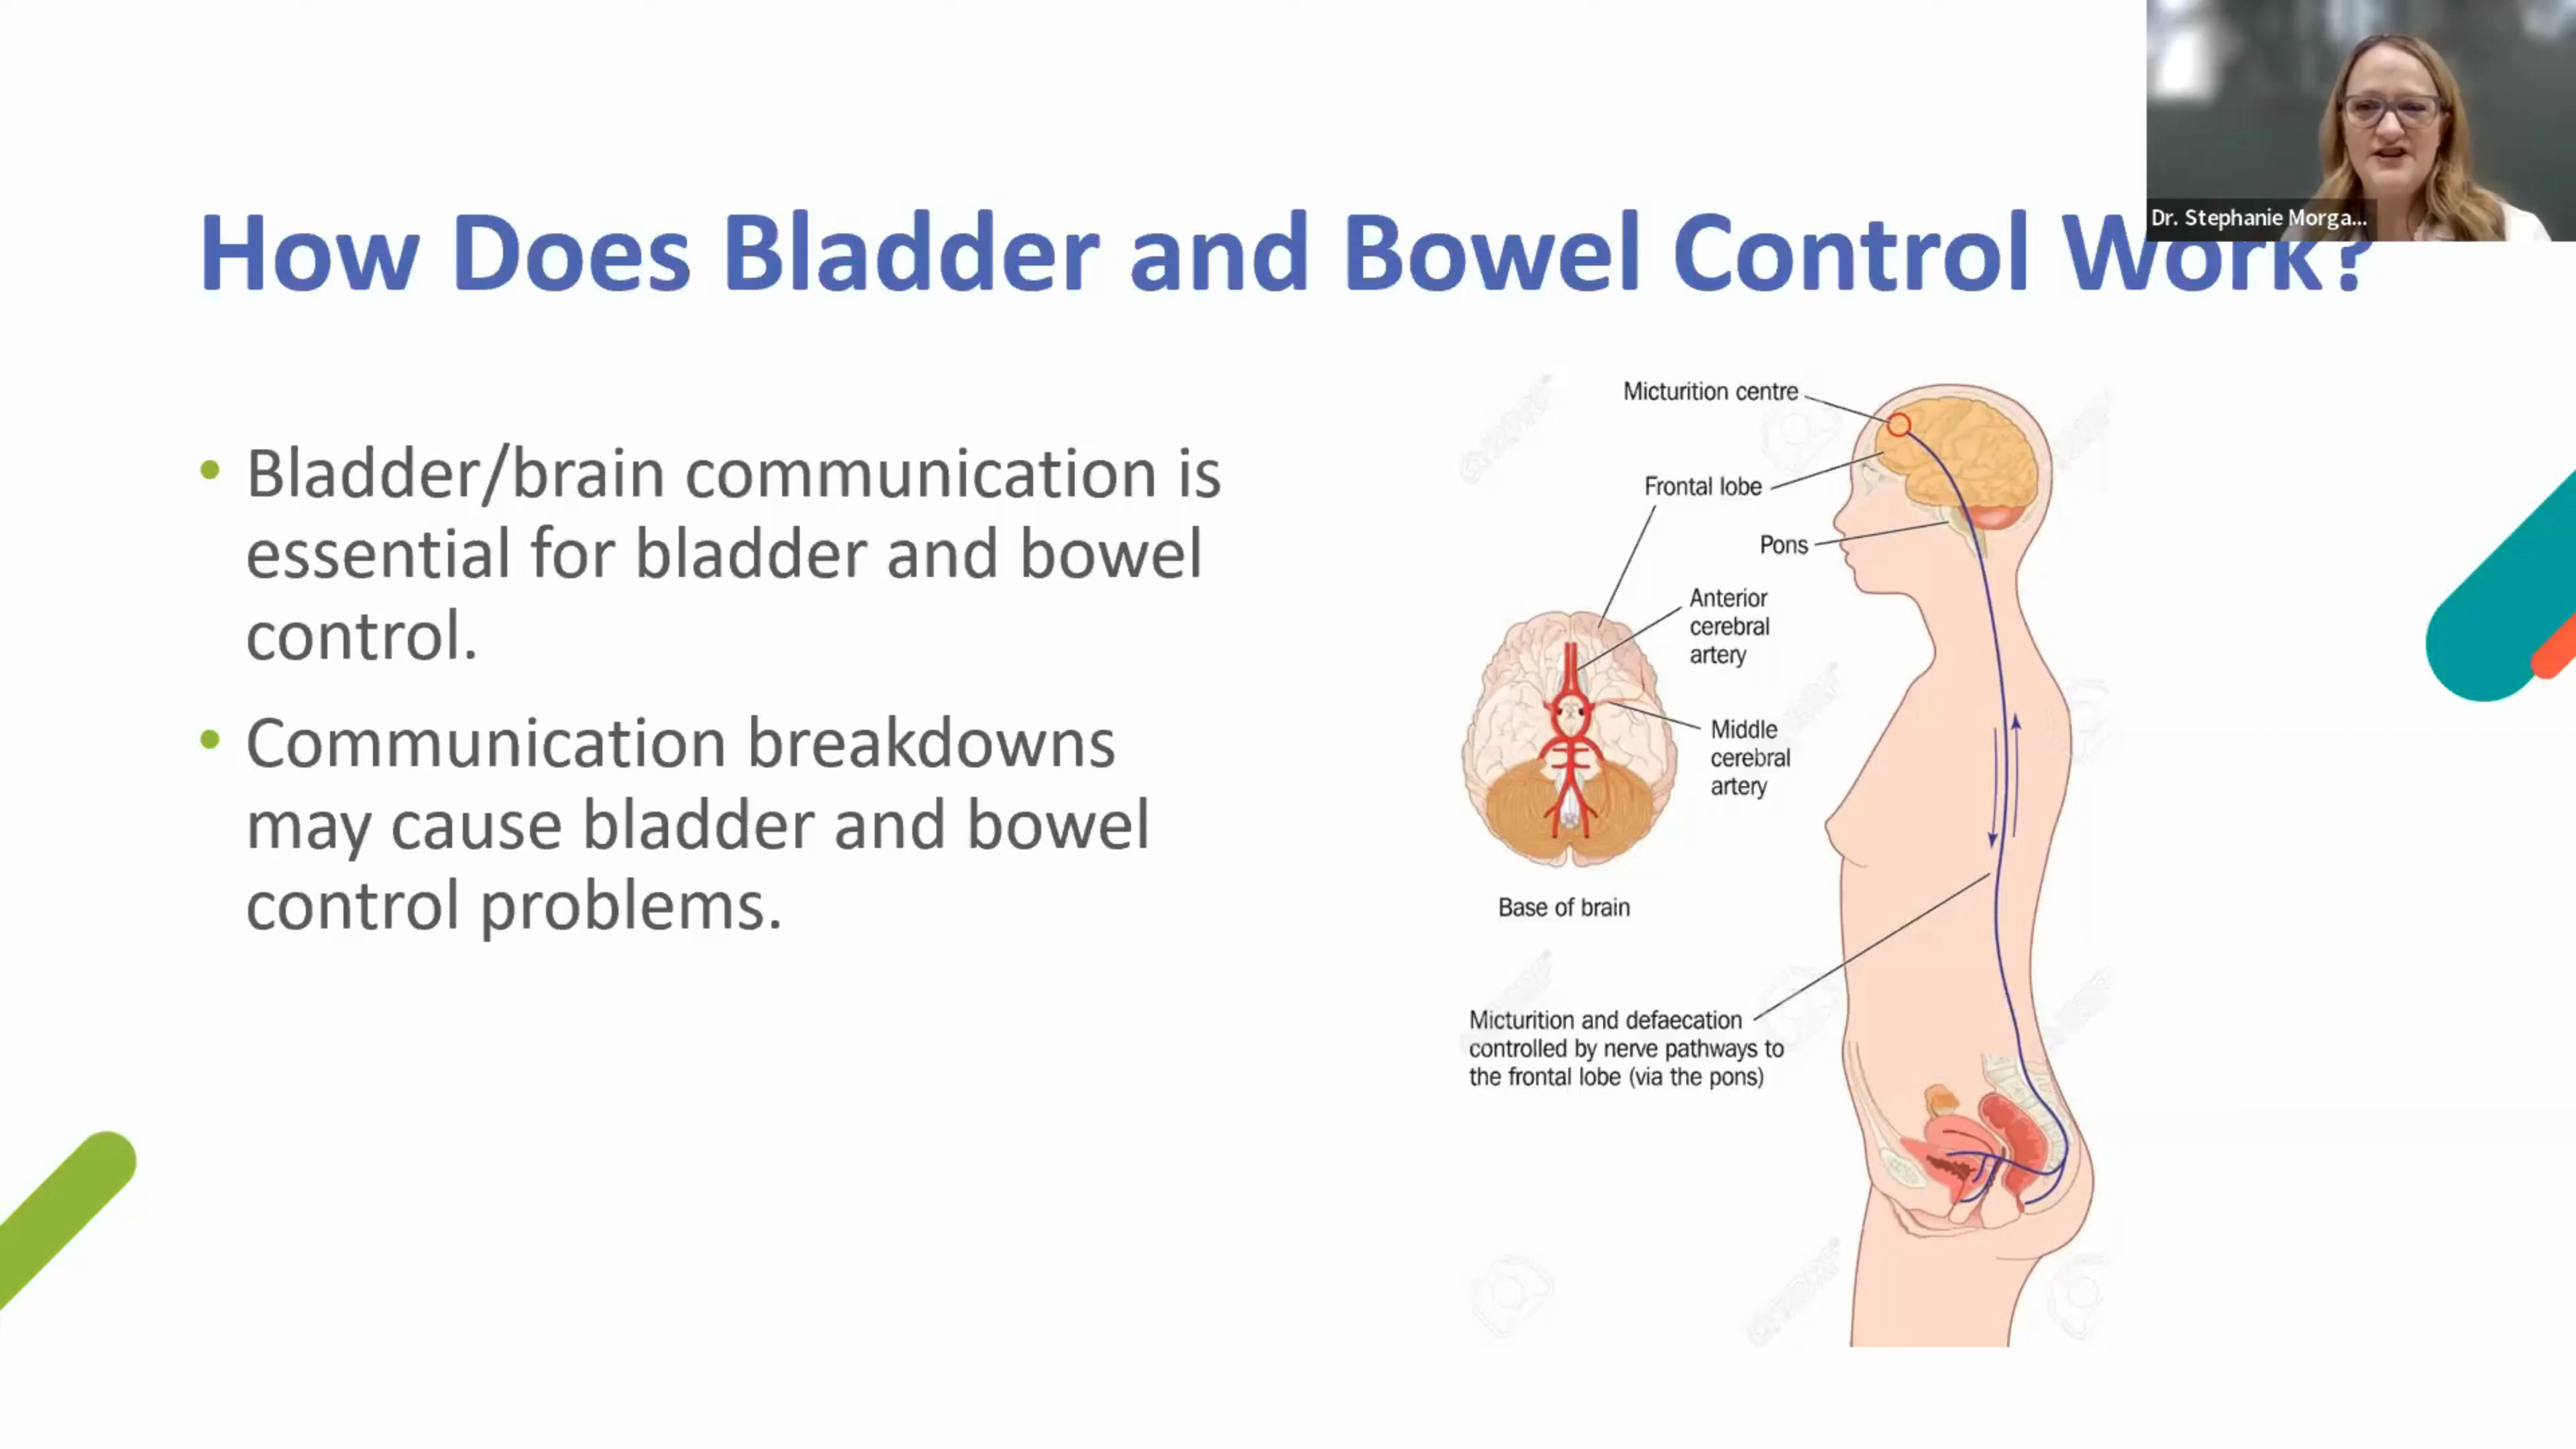 Dr. Stephanie Morga...
How Does Bladder and Bowel Control Work?
• Bladder/brain communication is
essential for bladder and bowel
control.
• Communication breakdowns
may cause bladder and bowel
control problems.
Micturition centre
Frontal lobe
Pons
Anterior
cerebral
artery
Middle
cerebral
artery
Base of brain
Micturition and defaecation
controlled by nerve pathways to
the frontal lobe (via the pons)